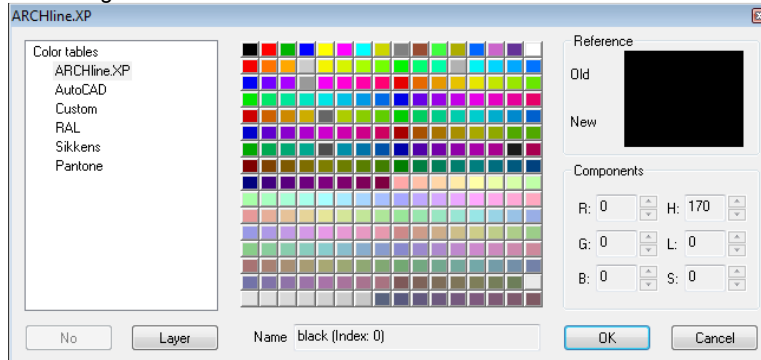 ARCHline.XP
Color tables
ARCHline.XP
AutoCAD
Custom
RAL
Sikkens
Pantone
Reference
Old
New
Components
R: 0 H: 170
G: 0 L: 0
B: 0 S: 0
No Layer Name black (Index: 0) OK Cancel